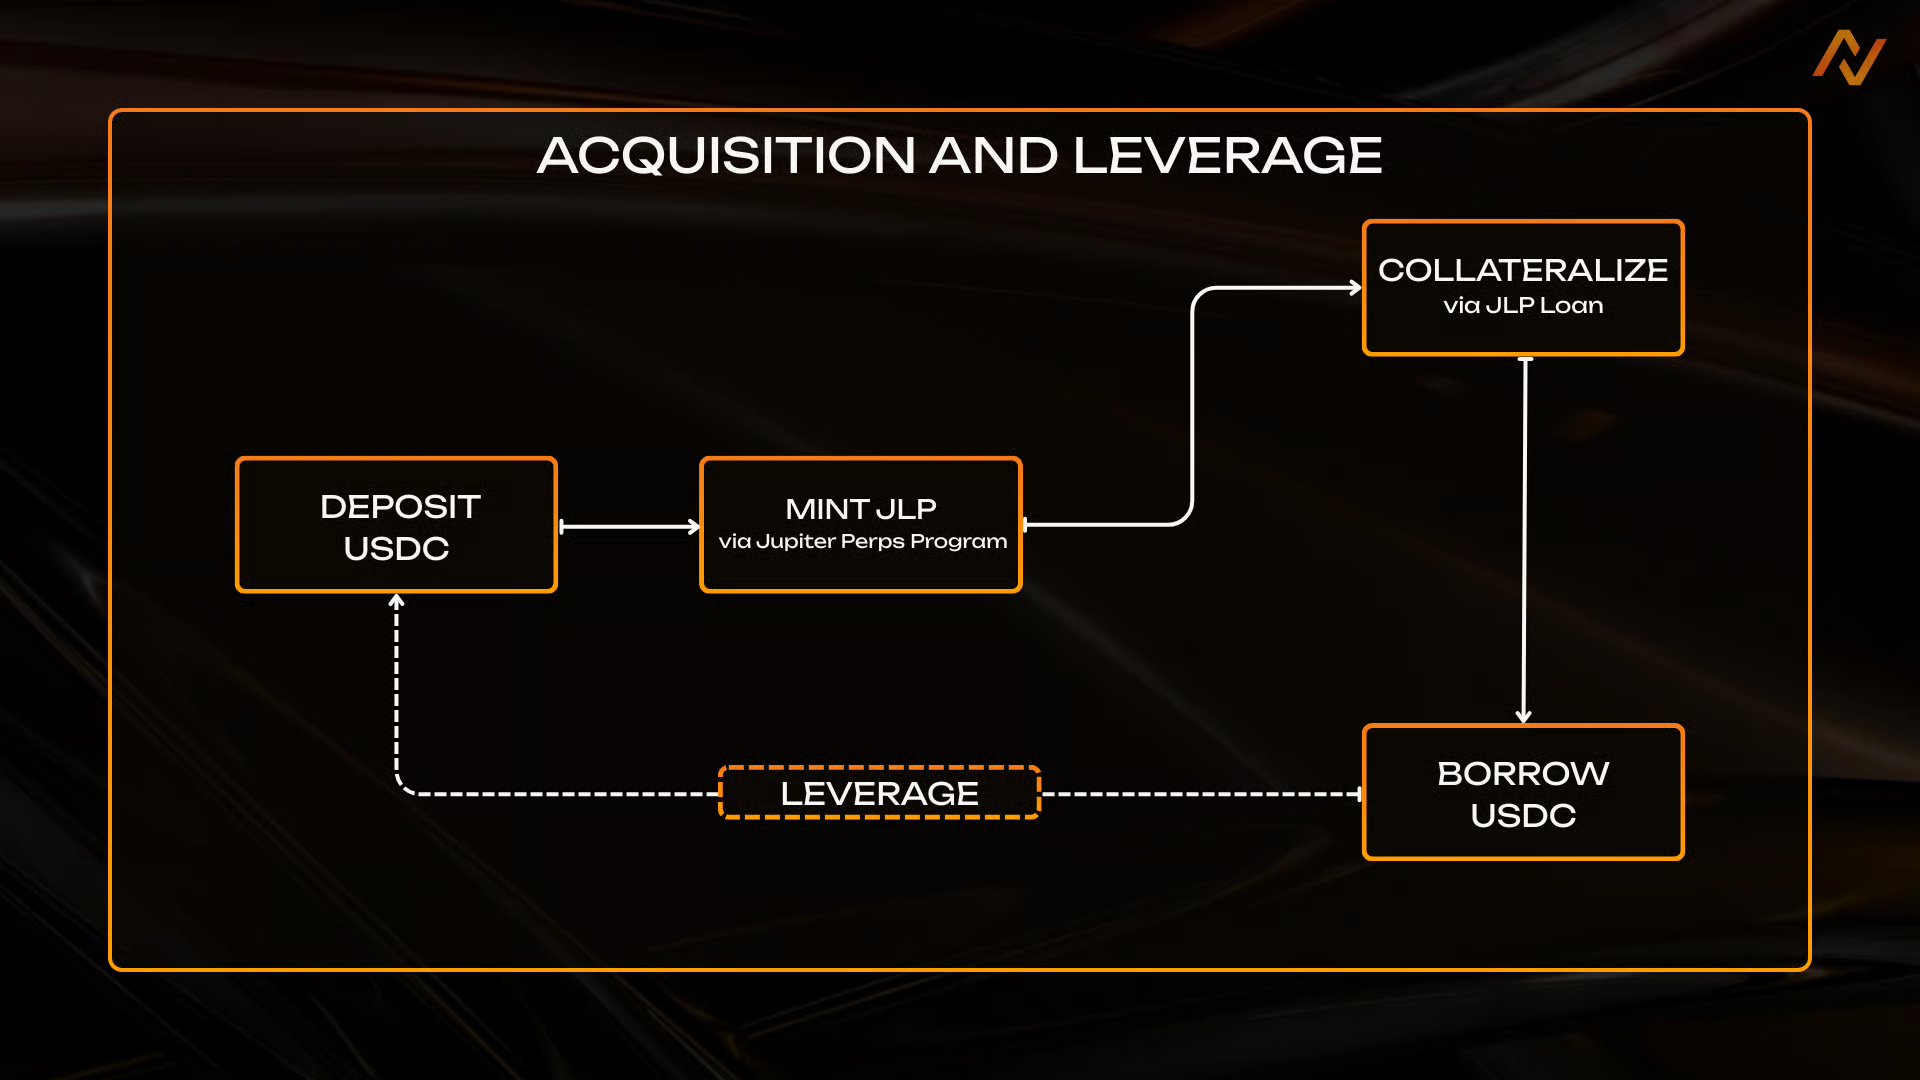 ACQUISITION AND LEVERAGE
COLLATERALIZE
via JLP Loan
DEPOSIT
USDC
MINT JLP
via Jupiter Perps Program
LEVERAGE
BORROW
USDC